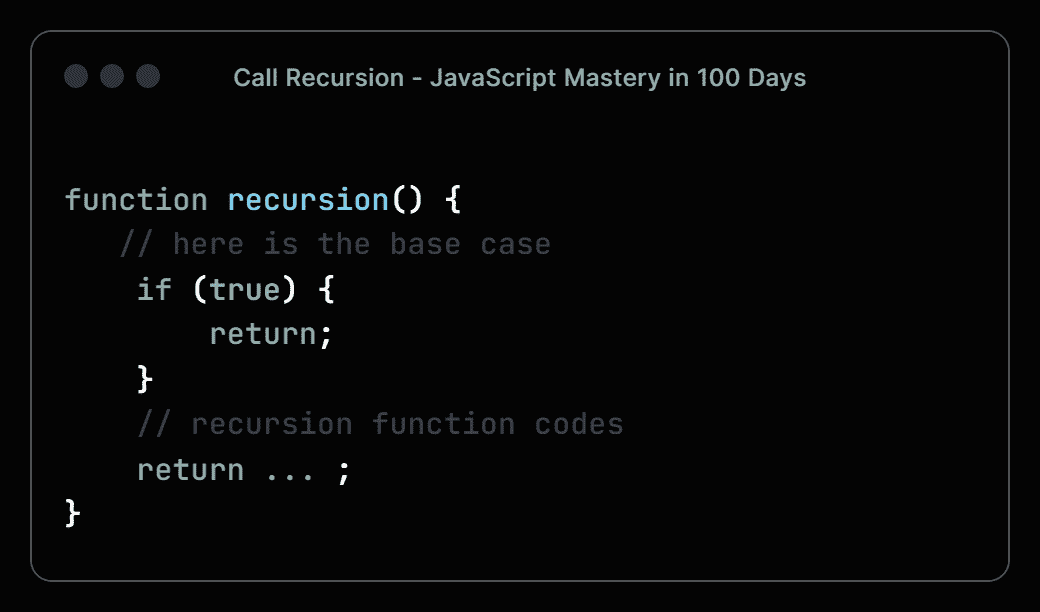 Call Recursion - JavaScript Mastery in 100 Days
function recursion() {
   // here is the base case
    if (true) {
        return;
    }
    // recursion function codes
    return ... ;
}